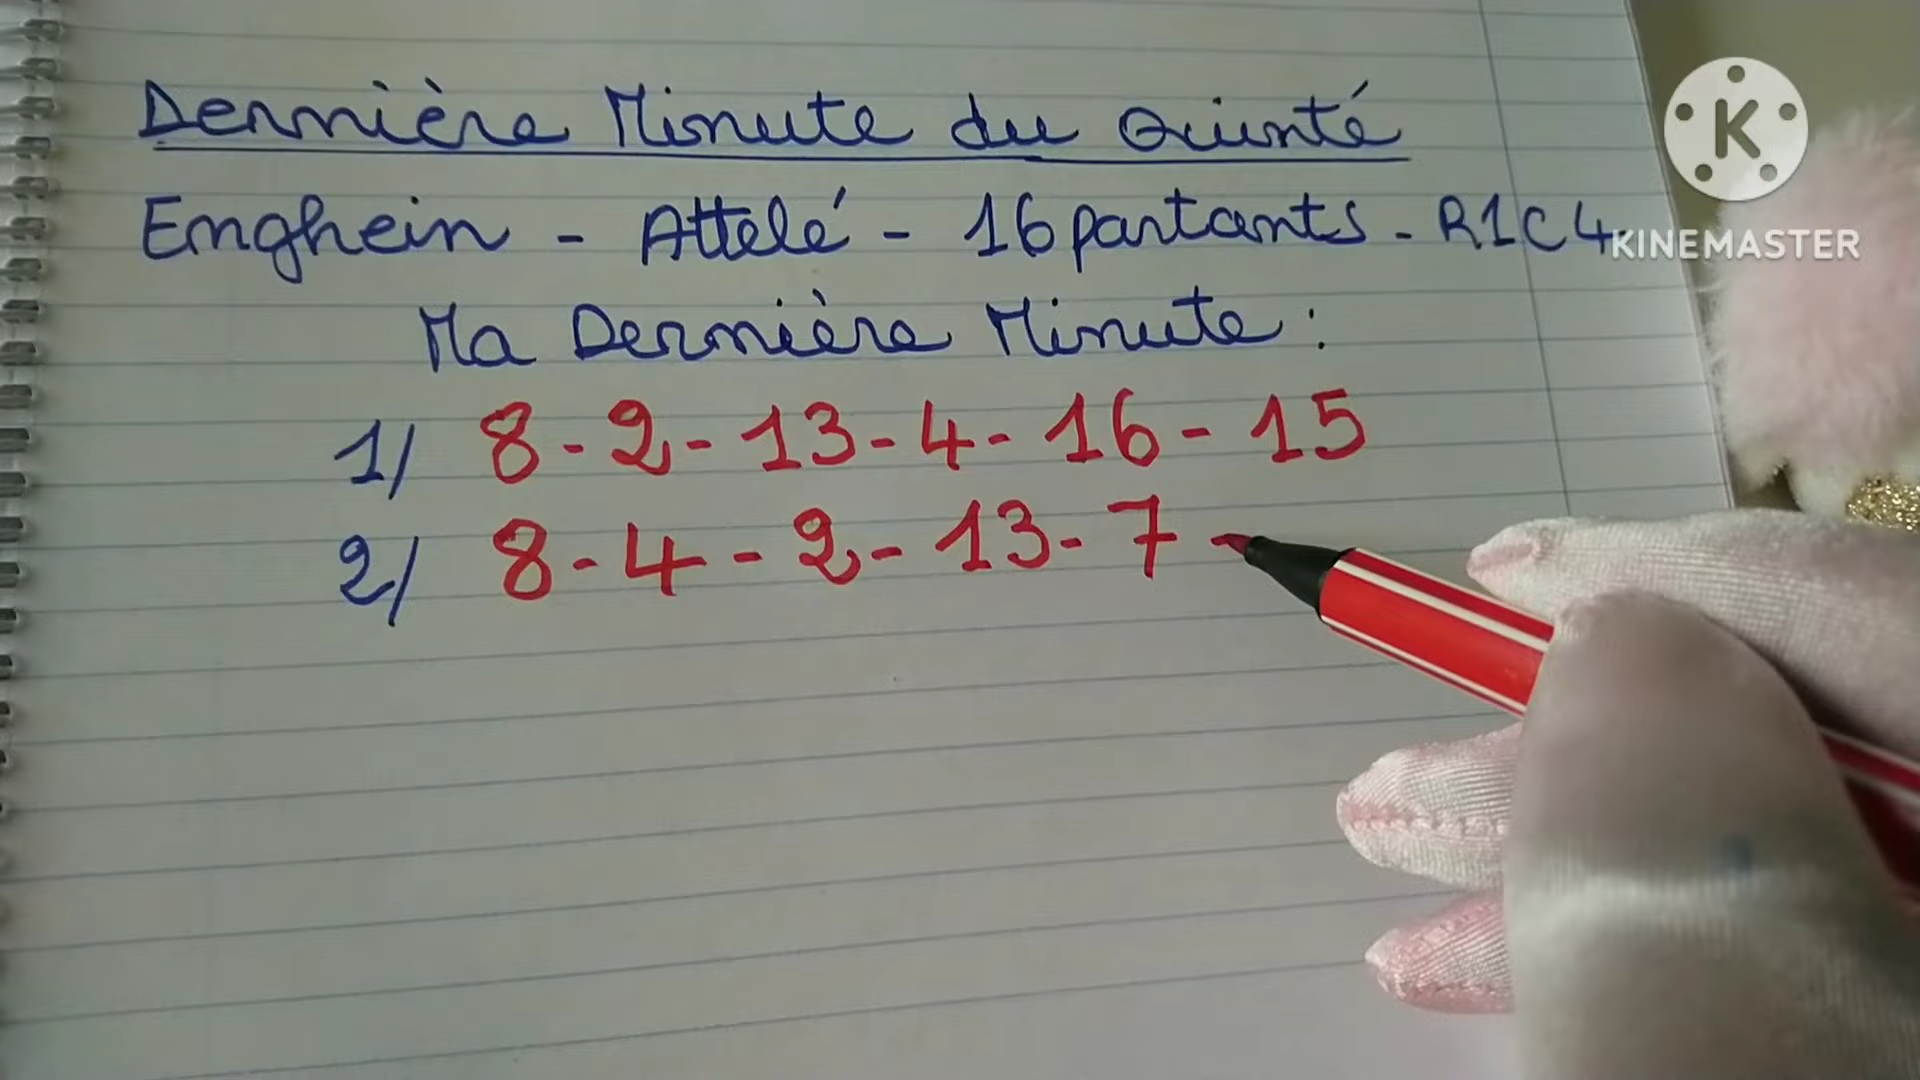 Dernière Minute du Quinté
Enghein - Attelé - 16 partants - R1C4
K
KINEMASTER
Ma Dernière Minute :
1/ 8 - 2 - 13 - 4 - 16 - 15
2/ 8 - 4 - 2 - 13 - 7 -